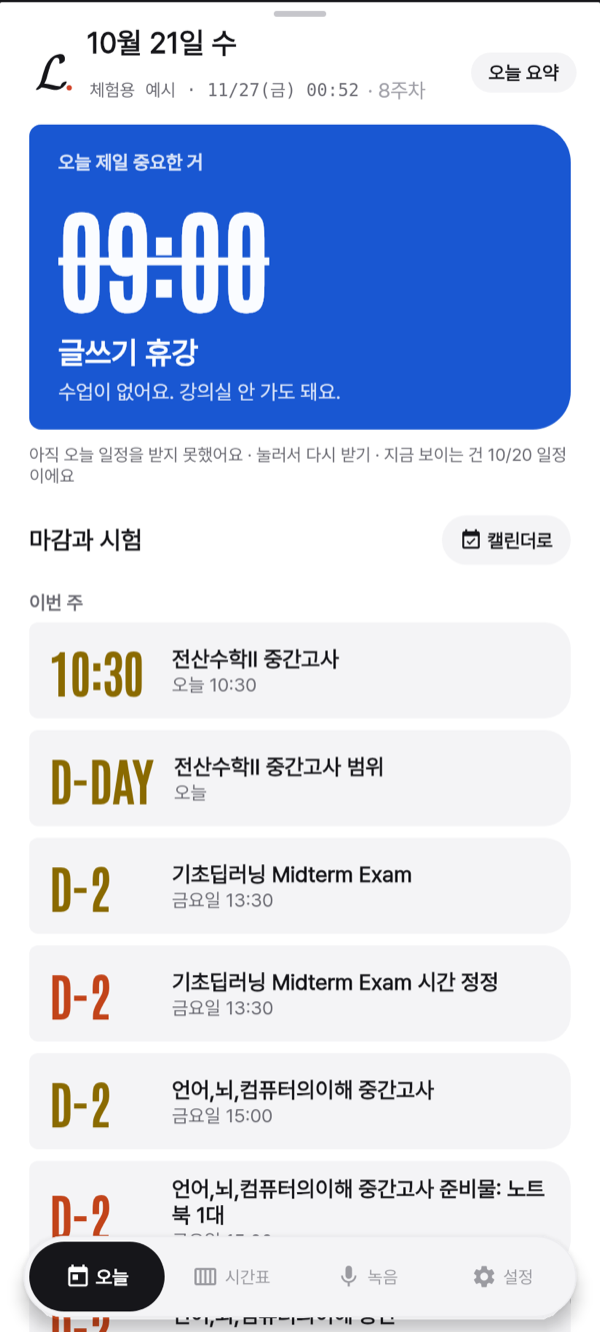 10월 21일 수
ℒ.
체험용 예시 · 11/27(금) 00:52 · 8주차
오늘 요약
오늘 제일 중요한 거
09:00
글쓰기 휴강
수업이 없어요. 강의실 안 가도 돼요.
아직 오늘 일정을 받지 못했어요 · 눌러서 다시 받기 · 지금 보이는 건 10/20 일정
이에요
마감과 시험
캘린더로
이번 주
10:30
전산수학II 중간고사
오늘 10:30
D-DAY
전산수학II 중간고사 범위
오늘
D-2
기초딥러닝 Midterm Exam
금요일 13:30
D-2
기초딥러닝 Midterm Exam 시간 정정
금요일 13:30
D-2
언어,뇌,컴퓨터의이해 중간고사
금요일 15:00
D-2
언어,뇌,컴퓨터의이해 중간고사 준비물: 노트
북 1대
오늘
시간표
녹음
설정